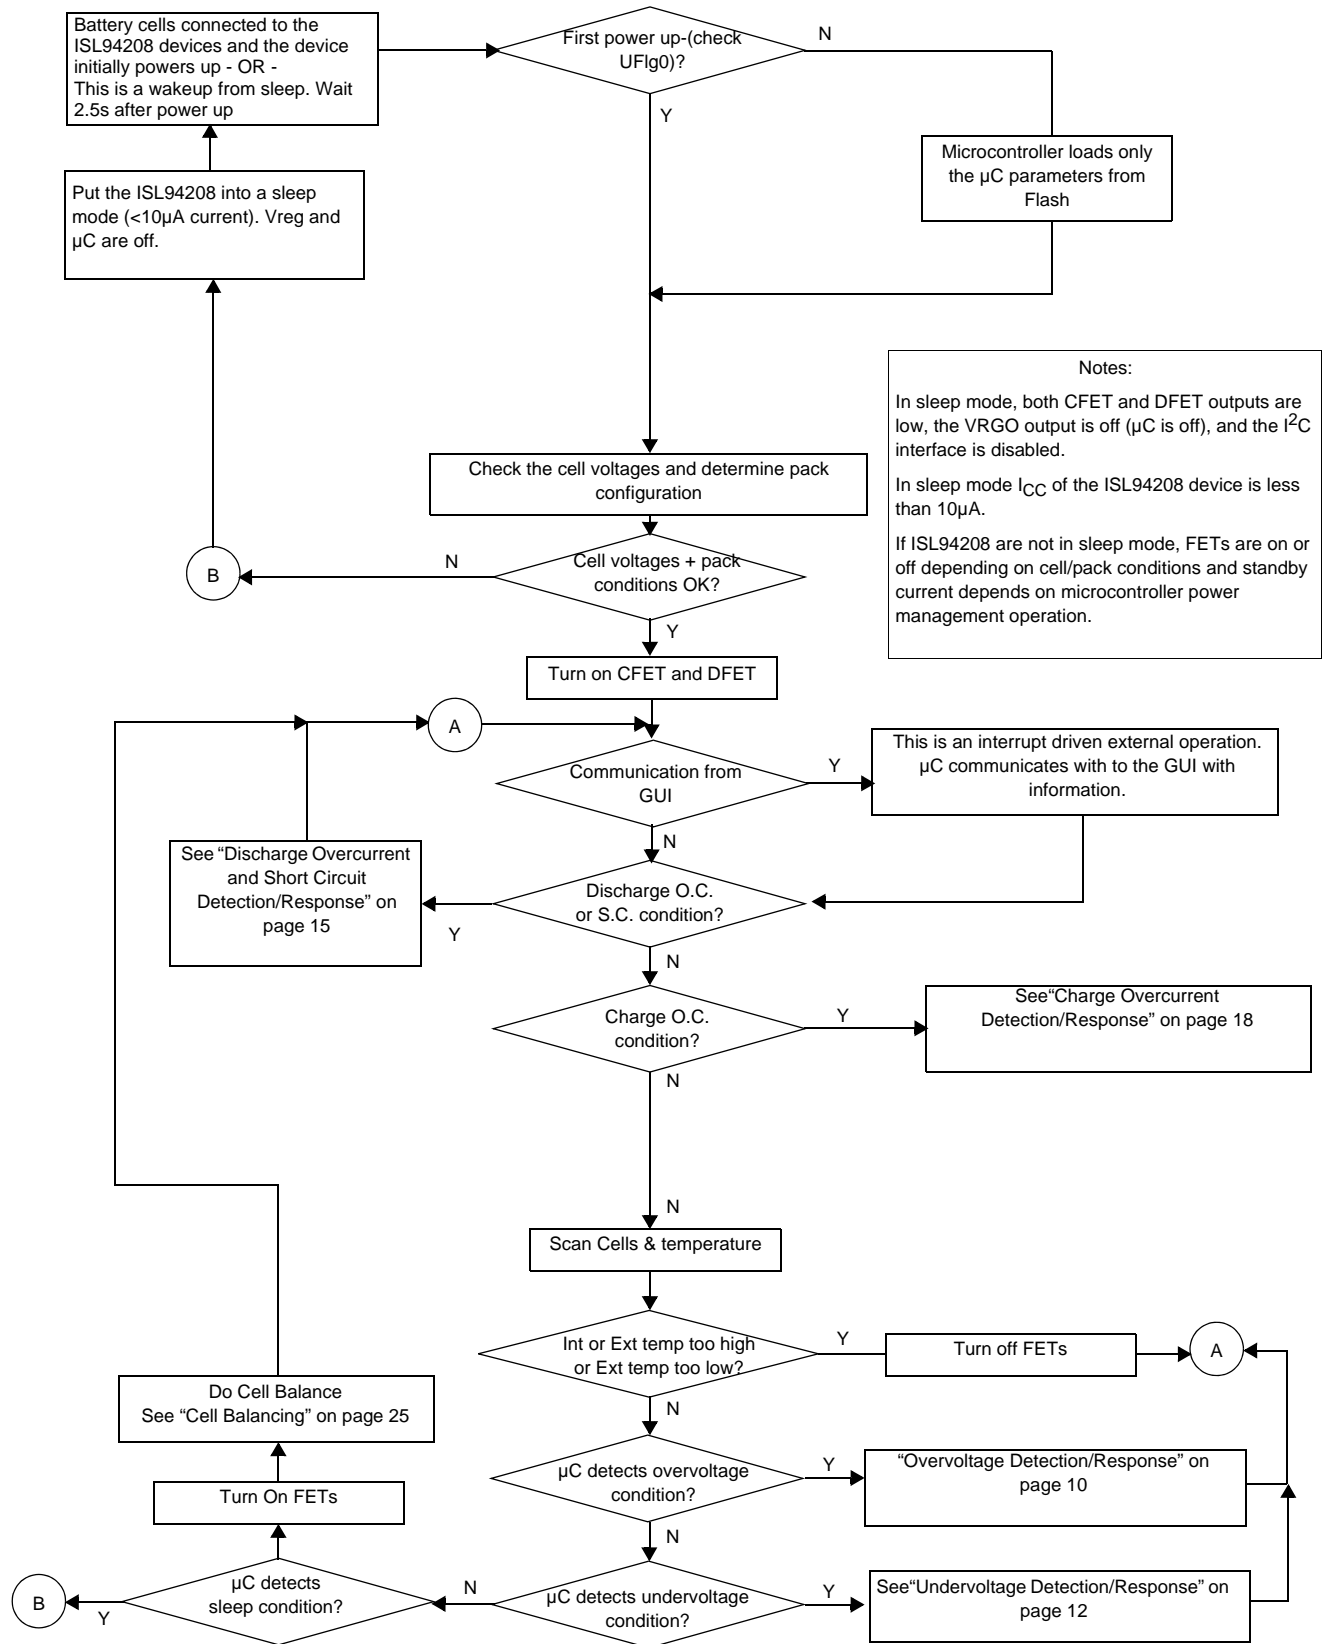 Battery cells connected to the
ISL94208 devices and the device
initially powers up - OR -
This is a wakeup from sleep. Wait
2.5s after power up
First power up-(check
UFlg0)?
N
Y
Microcontroller loads only
the µC parameters from
Flash
Put the ISL94208 into a sleep
mode (<10µA current). Vreg and
µC are off.
Notes:
In sleep mode, both CFET and DFET outputs are
low, the VRGO output is off (µC is off), and the I2C
interface is disabled.
In sleep mode ICC of the ISL94208 device is less
than 10µA.
If ISL94208 are not in sleep mode, FETs are on or
off depending on cell/pack conditions and standby
current depends on microcontroller power
management operation.
Check the cell voltages and determine pack
configuration
B
N
Cell voltages + pack
conditions OK?
Y
Turn on CFET and DFET
A
Communication from
GUI
Y
This is an interrupt driven external operation.
µC communicates with to the GUI with
information.
N
See “Discharge Overcurrent
and Short Circuit
Detection/Response” on
page 15
Y
Discharge O.C.
or S.C. condition?
N
Charge O.C.
condition?
Y
See“Charge Overcurrent
Detection/Response” on page 18
N
N
Scan Cells & temperature
Int or Ext temp too high
or Ext temp too low?
Y
Turn off FETs
A
N
Do Cell Balance
See “Cell Balancing” on page 25
µC detects overvoltage
condition?
Y
“Overvoltage Detection/Response” on
page 10
Turn On FETs
N
B
Y
µC detects
sleep condition?
N
µC detects undervoltage
condition?
Y
See“Undervoltage Detection/Response” on
page 12